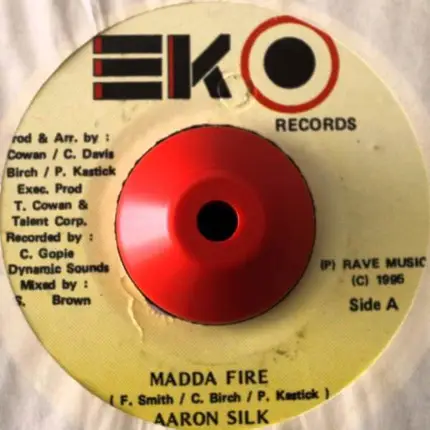 EKO
RECORDS
rod & Arr. by :
Cowan / C. Davis
Birch / P. Kastick
Exec. Prod
T. Cowan &
Talent Corp.
Recorded by :
C. Gopie
Dynamic Sounds
Mixed by :
S. Brown
(P) RAVE MUSIC
(C) 1995
Side A
MADDA FIRE
( F. Smith / C. Birch / P. Kastick )
AARON SILK